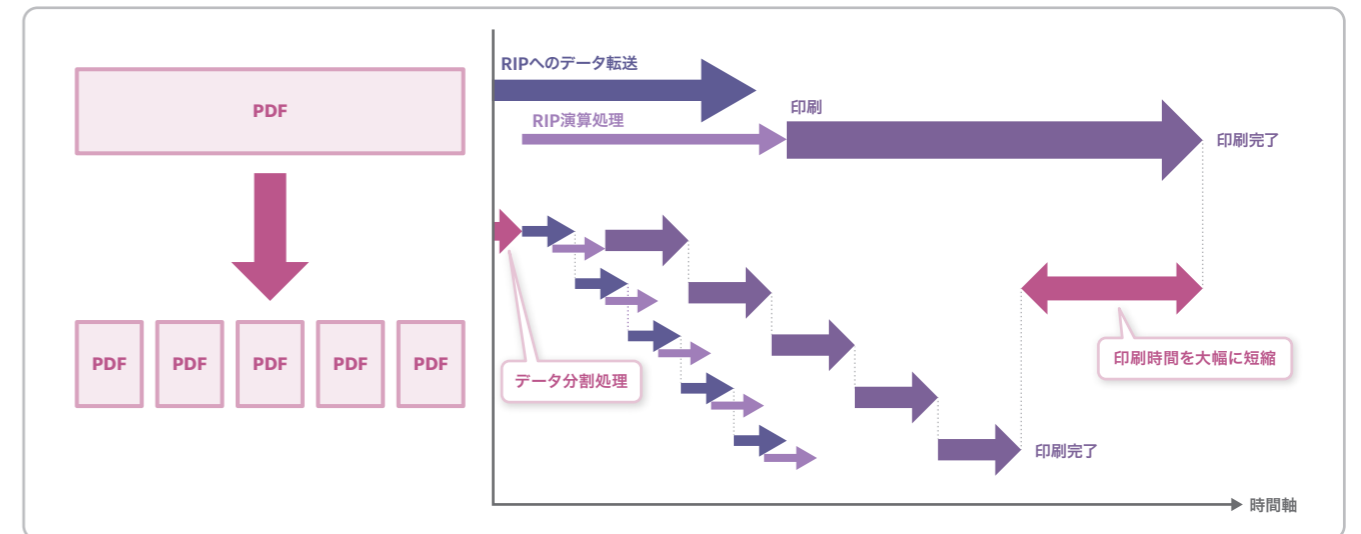 PDF
PDF
PDF
PDF
PDF
PDF
RIPへのデータ転送
RIP演算処理
印刷
印刷完了
データ分割処理
印刷時間を大幅に短縮
印刷完了
時間軸